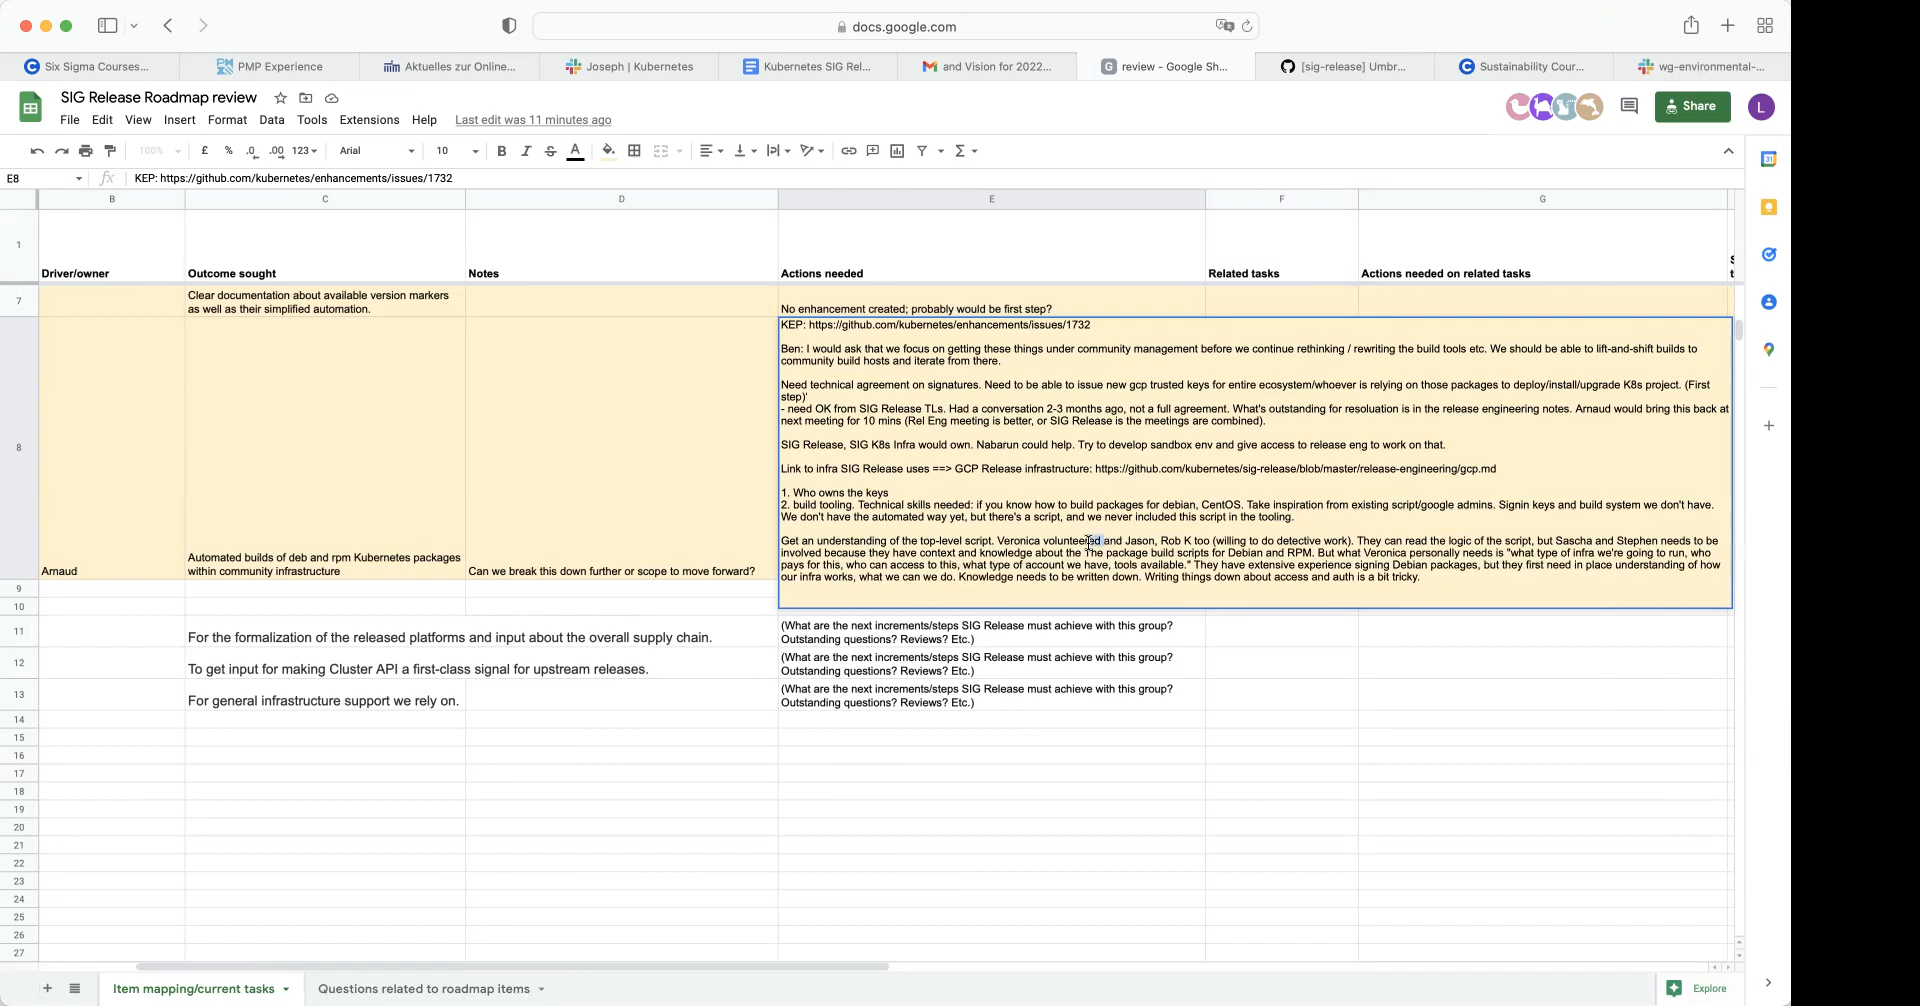 docs.google.com
Six Sigma Courses...
PMP Experience
Aktuelles zur Online...
Joseph | Kubernetes
Kubernetes SIG Rel...
and Vision for 2022...
review - Google Sh...
[sig-release] Umbr...
Sustainability Cour...
wg-environmental-...
SIG Release Roadmap review
File Edit View Insert Format Data Tools Extensions Help Last edit was 11 minutes ago
Share
L
100% £ % .0 .00 123 Arial 10 B I S A
E8 fx KEP: https://github.com/kubernetes/enhancements/issues/1732
B C D E F G
1
Driver/owner Outcome sought Notes Actions needed Related tasks Actions needed on related tasks
7
Clear documentation about available version markers
as well as their simplified automation.
No enhancement created; probably would be first step?
8
Arnaud
Automated builds of deb and rpm Kubernetes packages
within community infrastructure
Can we break this down further or scope to move forward?
KEP: https://github.com/kubernetes/enhancements/issues/1732
Ben: I would ask that we focus on getting these things under community management before we continue rethinking / rewriting the build tools etc. We should be able to lift-and-shift builds to
community build hosts and iterate from there.
Need technical agreement on signatures. Need to be able to issue new gcp trusted keys for entire ecosystem/whoever is relying on those packages to deploy/install/upgrade K8s project. (First
step)'
- need OK from SIG Release TLs. Had a conversation 2-3 months ago, not a full agreement. What's outstanding for resoluation is in the release engineering notes. Arnaud would bring this back at
next meeting for 10 mins (Rel Eng meeting is better, or SIG Release is the meetings are combined).
SIG Release, SIG K8s Infra would own. Nabarun could help. Try to develop sandbox env and give access to release eng to work on that.
Link to infra SIG Release uses ==> GCP Release infrastructure: https://github.com/kubernetes/sig-release/blob/master/release-engineering/gcp.md
1. Who owns the keys
2. build tooling. Technical skills needed: if you know how to build packages for debian, CentOS. Take inspiration from existing script/google admins. Signin keys and build system we don't have.
We don't have the automated way yet, but there's a script, and we never included this script in the tooling.
Get an understanding of the top-level script. Veronica volunteered and Jason, Rob K too (willing to do detective work). They can read the logic of the script, but Sascha and Stephen needs to be
involved because they have context and knowledge about the The package build scripts for Debian and RPM. But what Veronica personally needs is "what type of infra we're going to run, who
pays for this, who can access to this, what type of account we have, tools available." They have extensive experience signing Debian packages, but they first need in place understanding of how
our infra works, what we can we do. Knowledge needs to be written down. Writing things down about access and auth is a bit tricky.
9
10
11
For the formalization of the released platforms and input about the overall supply chain.
(What are the next increments/steps SIG Release must achieve with this group?
Outstanding questions? Reviews? Etc.)
12
To get input for making Cluster API a first-class signal for upstream releases.
(What are the next increments/steps SIG Release must achieve with this group?
Outstanding questions? Reviews? Etc.)
13
For general infrastructure support we rely on.
(What are the next increments/steps SIG Release must achieve with this group?
Outstanding questions? Reviews? Etc.)
14
15
16
17
18
19
20
21
22
23
24
25
26
27
Item mapping/current tasks
Questions related to roadmap items
Explore